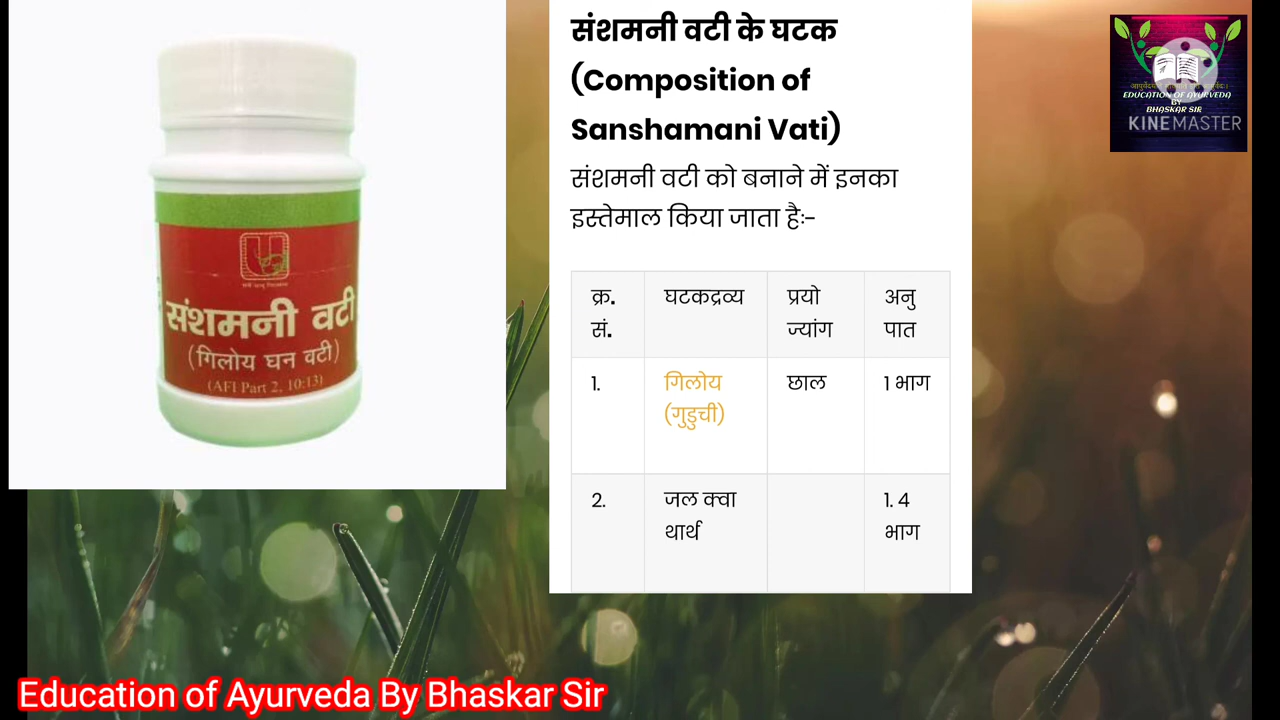 संशमनी वटी
(गिलोय घन वटी)
(AFI Part 2, 10:13)
संशमनी वटी के घटक
(Composition of
Sanshamani Vati)
संशमनी वटी को बनाने में इनका
इस्तेमाल किया जाता हैः-
क्र. घटकद्रव्य प्रयो अनु
सं. ज्यांग पात
1. गिलोय छाल 1 भाग
(गुडुची)
2. जल क्वा 1. 4
थार्थ भाग
EDUCATION OF AYURVEDA
BY
BHASKAR SIR
KINEMASTER
Education of Ayurveda By Bhaskar Sir